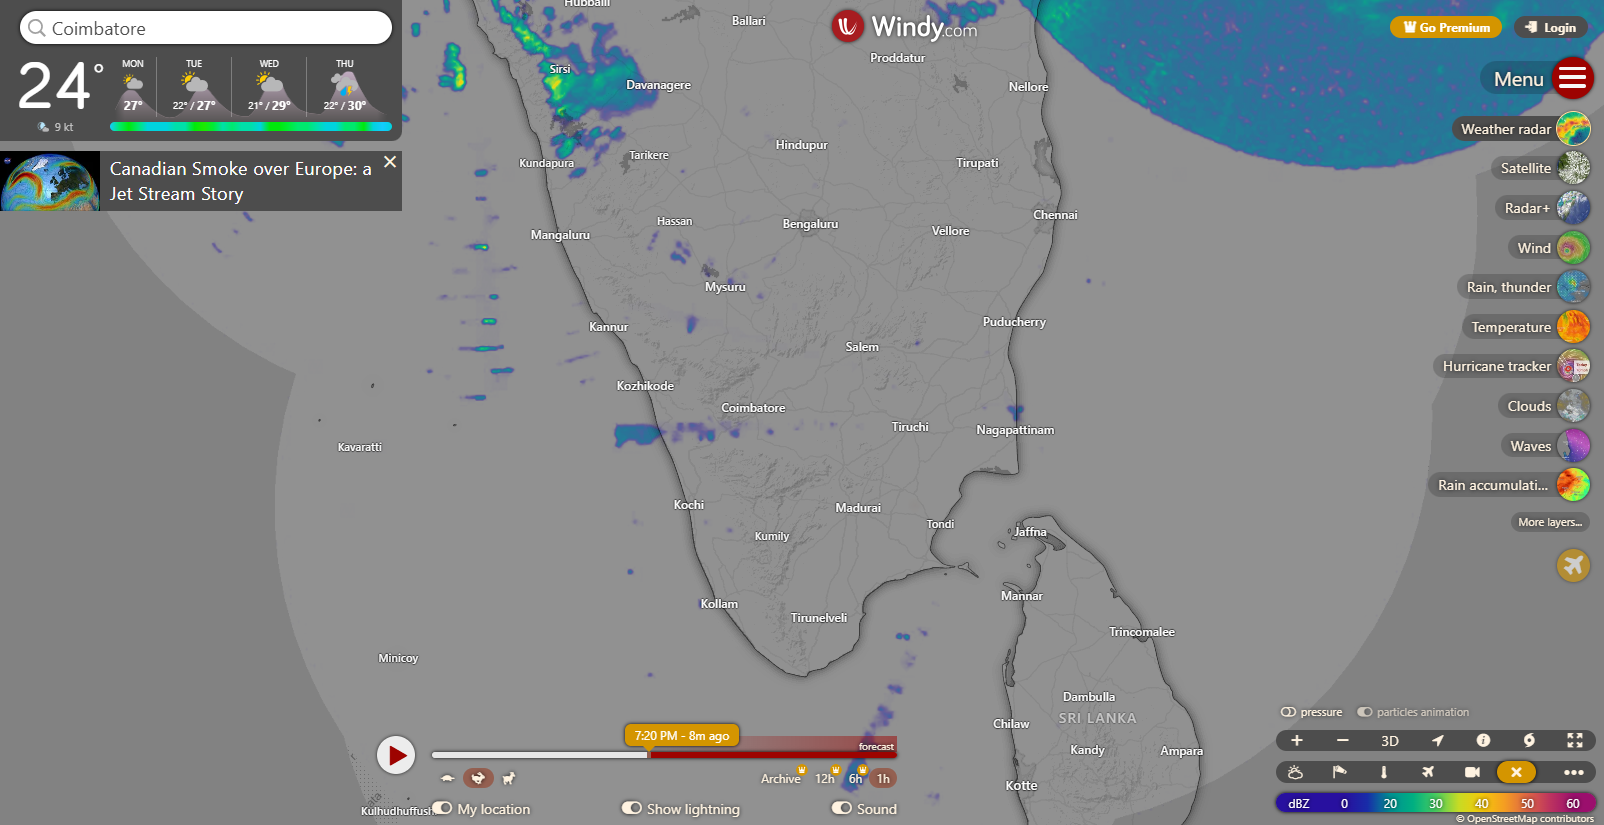 Coimbatore
24°
9 kt
MON
27°
TUE
22° / 27°
WED
21° / 29°
THU
22° / 30°
Canadian Smoke over Europe: a
Jet Stream Story
Windy.com
Go Premium
Login
Menu
Weather radar
Satellite
Radar+
Wind
Rain, thunder
Temperature
Hurricane tracker
Clouds
Waves
Rain accumulati...
More layers...
Hubballi
Ballari
Proddatur
Sirsi
Davanagere
Nellore
Kundapura
Tarikere
Hindupur
Tirupati
Hassan
Chennai
Mangaluru
Bengaluru
Vellore
Mysuru
Kannur
Puducherry
Salem
Kozhikode
Coimbatore
Tiruchi
Nagapattinam
Kavaratti
Kochi
Madurai
Tondi
Jaffna
Kumily
Mannar
Kollam
Tirunelveli
Trincomalee
Minicoy
Dambulla
Chilaw
SRI LANKA
Kandy
Ampara
Kotte
Kulhudhuffush
7:20 PM - 8m ago
forecast
Archive 12h 6h 1h
My location
Show lightning
Sound
pressure
particles animation
3D
dBZ 0 20 30 40 50 60
© OpenStreetMap contributors